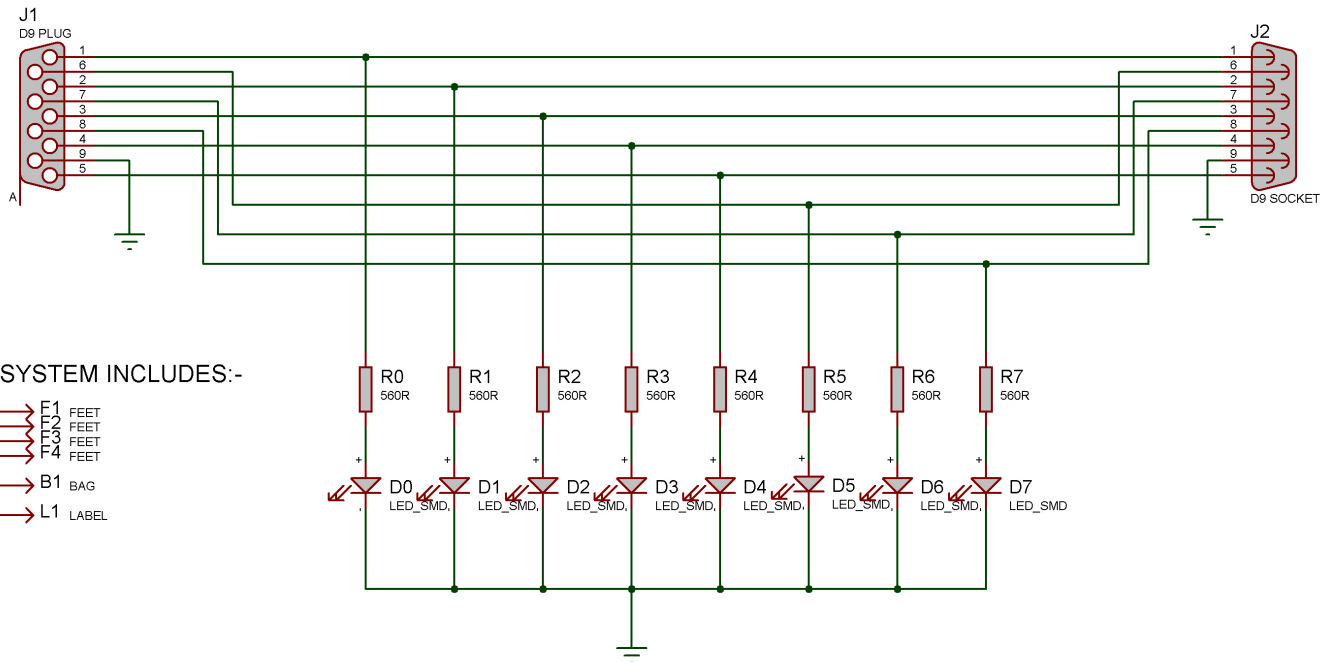 J1
D9 PLUG
1
6
2
7
3
8
4
9
5
A
J2
1
6
2
7
3
8
4
9
5
D9 SOCKET
SYSTEM INCLUDES:-
F1 FEET
F2 FEET
F3 FEET
F4 FEET
B1 BAG
L1 LABEL
R0
560R
R1
560R
R2
560R
R3
560R
R4
560R
R5
560R
R6
560R
R7
560R
+ + + + + + + +
D0
LED_SMD,
D1
LED_SMD,
D2
LED_SMD,
D3
LED_SMD,
D4
LED_SMD,
D5
LED_SMD,
D6
LED_SMD,
D7
LED_SMD